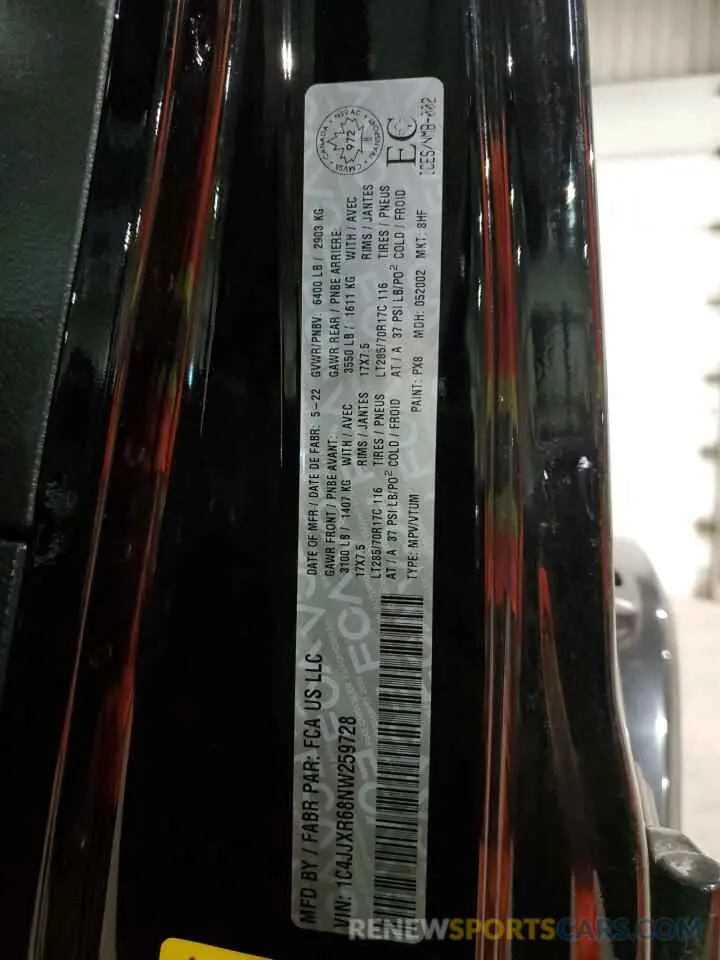 MFD BY / FABR PAR: FCA US LLC
DATE OF MFR / DATE DE FABR: 5-22
GVWR/PNBV: 6400 LB / 2903 KG
GAWR FRONT / PNBE AVANT:
GAWR REAR / PNBE ARRIERE:
3100 LB / 1407 KG WITH / AVEC
3550 LB / 1611 KG WITH / AVEC
17X7.5 RIMS / JANTES
17X7.5 RIMS / JANTES
LT285/70R17C 116 TIRES / PNEUS
LT285/70R17C 116 TIRES / PNEUS
AT / A 37 PSI LB/PO² COLD / FROID
AT / A 37 PSI LB/PO² COLD / FROID
VIN: 1C4JJXR68NW259728
TYPE: MPV/VTUM
PAINT: PX8
MDH: 052002
MKT: 8HF
CANADA
CMVSS
972
EC
ICES/NMB-002
RENEWSPORTSCARS.COM